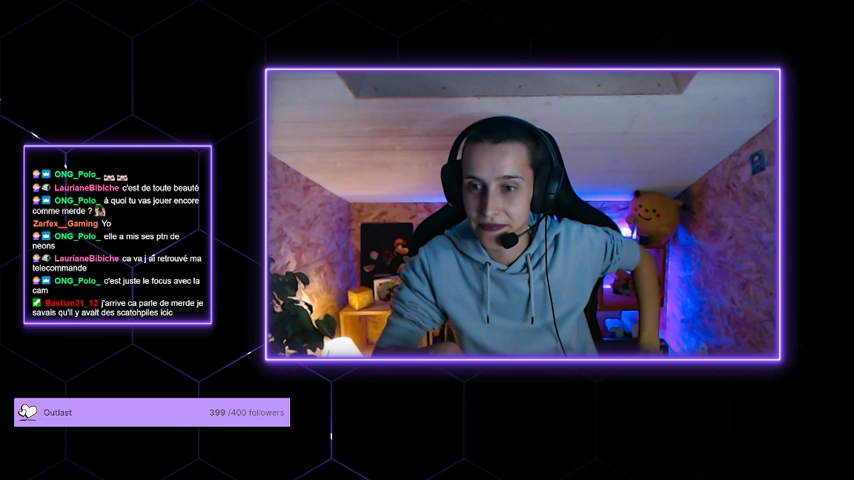 ONG_Polo_
LaurianeBibiche c'est de toute beauté
ONG_Polo_ à quoi tu vas jouer encore
comme merde ?
Zarfex__Gaming Yo
ONG_Polo_ elle a mis ses ptn de
neons
LaurianeBibiche ca va j ai retrouvé ma
telecommande
ONG_Polo_ c'est juste le focus avec la
cam
Bastian31_12 j'arrive ca parle de merde je
savais qu'il y avait des scatohpiles icic
Outlast 399 /400 followers